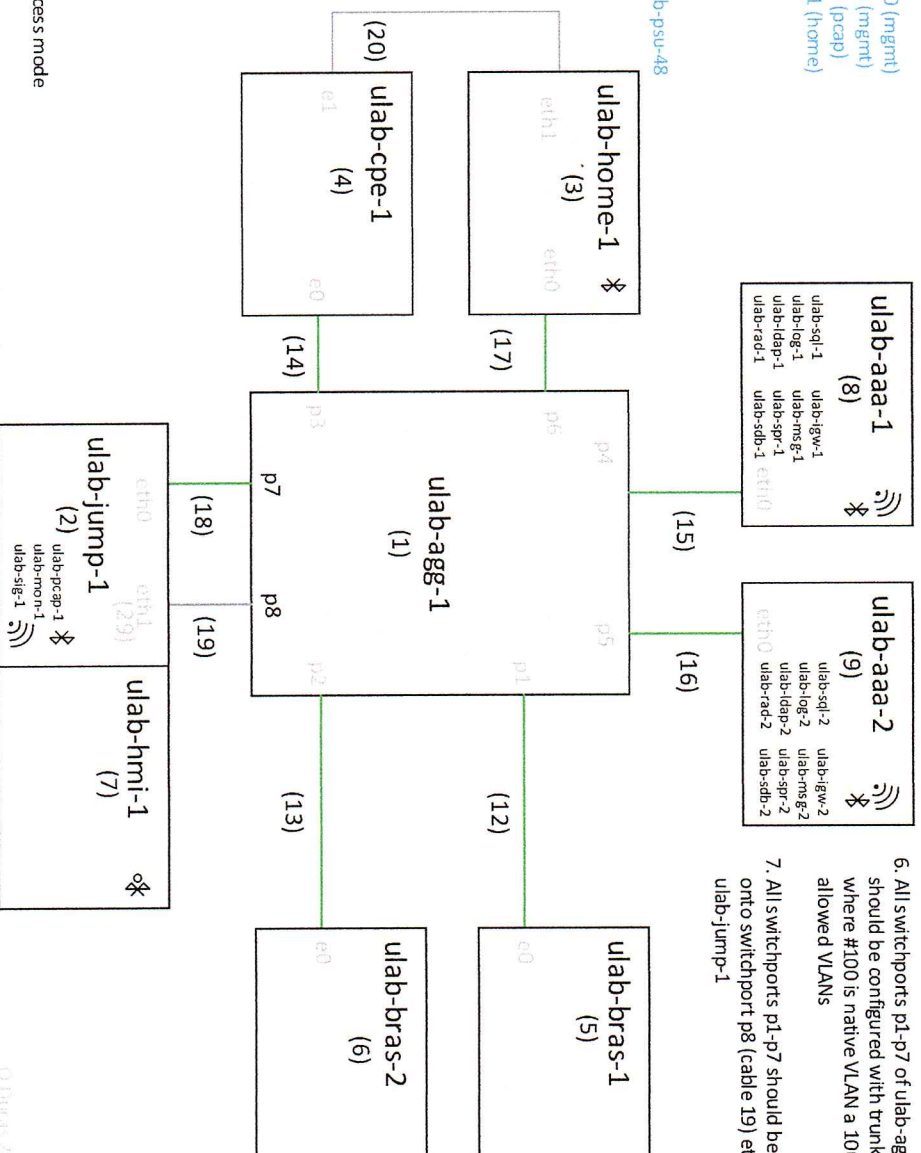 0 (mgmt)
(mgmt)
(pcap)
1 (home)
b-psu-48
cess mode
ulab-aaa-1
(8)
ulab-sql-1 ulab-igw-1
ulab-log-1 ulab-msg-1
ulab-ldap-1 ulab-spr-1
ulab-rad-1 ulab-sdb-1
eth0
ulab-aaa-2
(9)
ulab-sql-2 ulab-igw-2
ulab-log-2 ulab-msg-2
ulab-ldap-2 ulab-spr-2
ulab-rad-2 ulab-sdb-2
eth0
6. All switchports p1-p7 of ulab-ag
should be configured with trunk
where #100 is native VLAN a 10
allowed VLANs
7. All switchports p1-p7 should be
onto switchport p8 (cable 19) et
ulab-jump-1
(15)
(16)
ulab-home-1
(3)
eth1 eth0
(17)
(20)
ulab-cpe-1
(4)
e1 e0
(14)
ulab-agg-1
(1)
p4 p5
p6 p1
p3 p2
p7 p8
(12)
(13)
ulab-bras-1
(5)
e0
ulab-bras-2
(6)
e0
(18)
(19)
eth0 eth1
(29)
ulab-jump-1
(2)
ulab-pcap-1
ulab-mon-1
ulab-sig-1
ulab-hmi-1
(7)